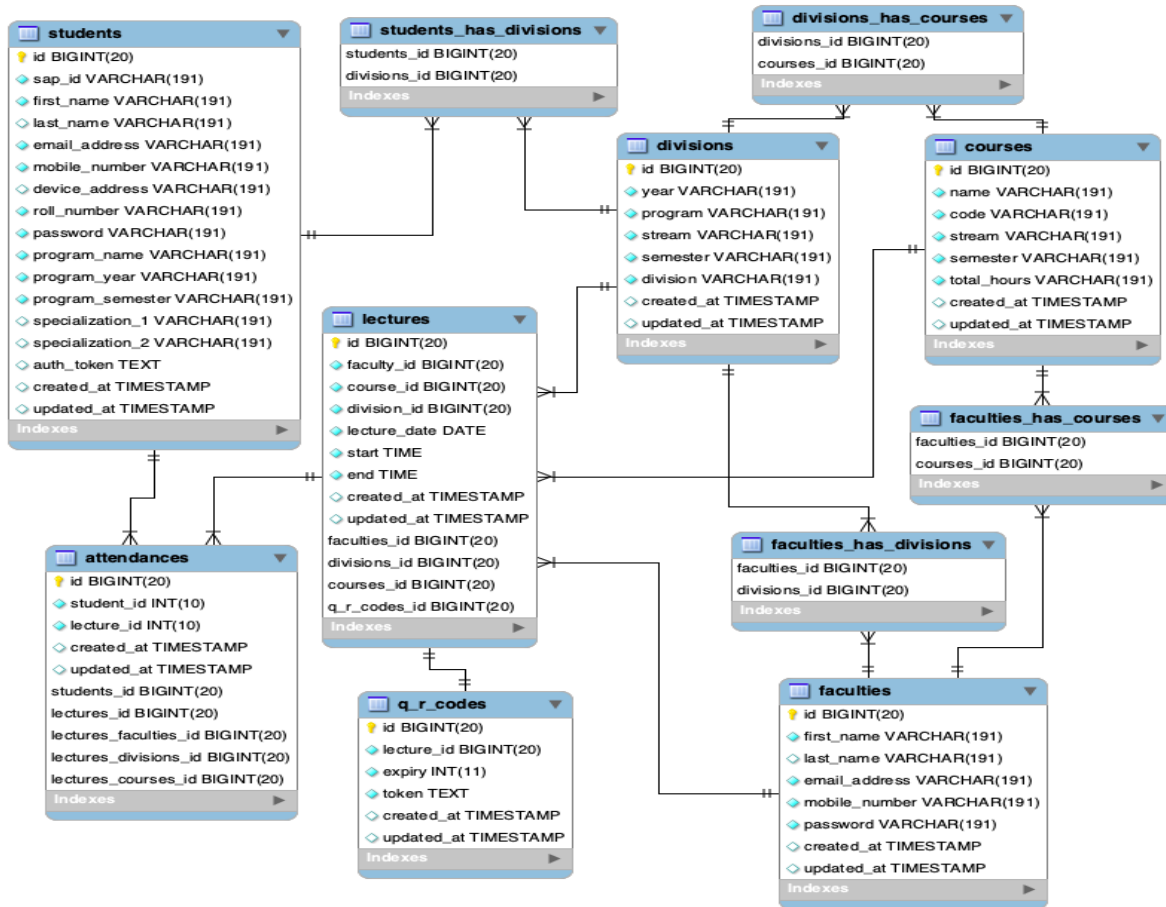 students
id BIGINT(20)
sap_id VARCHAR(191)
first_name VARCHAR(191)
last_name VARCHAR(191)
email_address VARCHAR(191)
mobile_number VARCHAR(191)
device_address VARCHAR(191)
roll_number VARCHAR(191)
password VARCHAR(191)
program_name VARCHAR(191)
program_year VARCHAR(191)
program_semester VARCHAR(191)
specialization_1 VARCHAR(191)
specialization_2 VARCHAR(191)
auth_token TEXT
created_at TIMESTAMP
updated_at TIMESTAMP
Indexes
students_has_divisions
students_id BIGINT(20)
divisions_id BIGINT(20)
Indexes
divisions_has_courses
divisions_id BIGINT(20)
courses_id BIGINT(20)
Indexes
divisions
id BIGINT(20)
year VARCHAR(191)
program VARCHAR(191)
stream VARCHAR(191)
semester VARCHAR(191)
division VARCHAR(191)
created_at TIMESTAMP
updated_at TIMESTAMP
Indexes
courses
id BIGINT(20)
name VARCHAR(191)
code VARCHAR(191)
stream VARCHAR(191)
semester VARCHAR(191)
total_hours VARCHAR(191)
created_at TIMESTAMP
updated_at TIMESTAMP
Indexes
lectures
id BIGINT(20)
faculty_id BIGINT(20)
course_id BIGINT(20)
division_id BIGINT(20)
lecture_date DATE
start TIME
end TIME
created_at TIMESTAMP
updated_at TIMESTAMP
faculties_id BIGINT(20)
divisions_id BIGINT(20)
courses_id BIGINT(20)
q_r_codes_id BIGINT(20)
Indexes
faculties_has_courses
faculties_id BIGINT(20)
courses_id BIGINT(20)
Indexes
attendances
id BIGINT(20)
student_id INT(10)
lecture_id INT(10)
created_at TIMESTAMP
updated_at TIMESTAMP
students_id BIGINT(20)
lectures_id BIGINT(20)
lectures_faculties_id BIGINT(20)
lectures_divisions_id BIGINT(20)
lectures_courses_id BIGINT(20)
Indexes
faculties_has_divisions
faculties_id BIGINT(20)
divisions_id BIGINT(20)
Indexes
q_r_codes
id BIGINT(20)
lecture_id BIGINT(20)
expiry INT(11)
token TEXT
created_at TIMESTAMP
updated_at TIMESTAMP
Indexes
faculties
id BIGINT(20)
first_name VARCHAR(191)
last_name VARCHAR(191)
email_address VARCHAR(191)
mobile_number VARCHAR(191)
password VARCHAR(191)
created_at TIMESTAMP
updated_at TIMESTAMP
Indexes